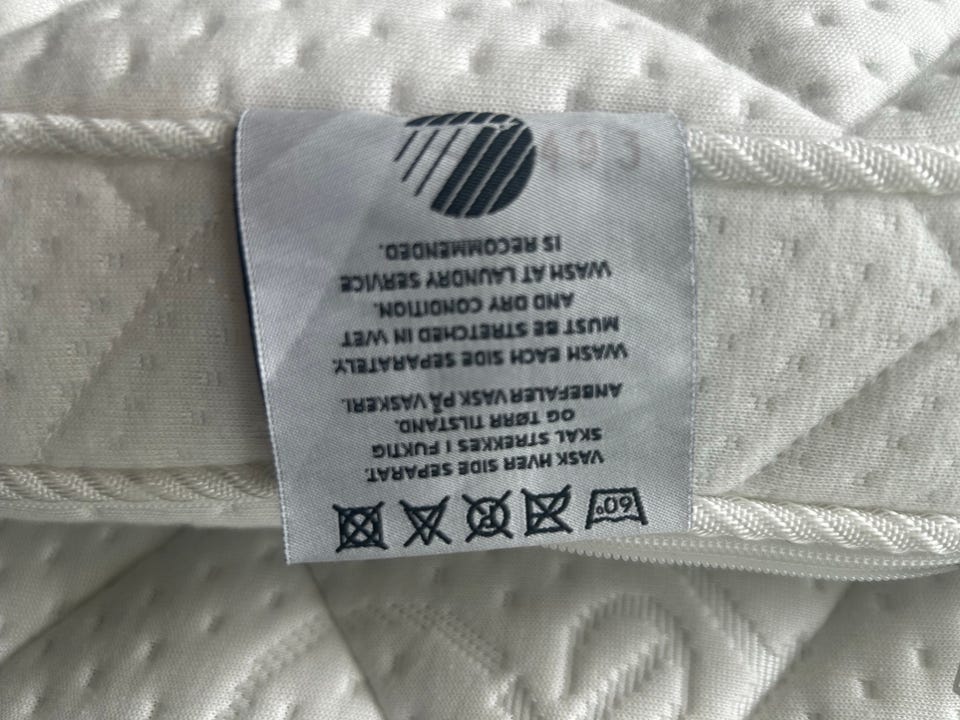 60°
VASK HVER SIDE SEPARAT.
SKAL STREKKES I FUKTIG
OG TØRR TILSTAND.
ANBEFALER VASK PÅ VASKERI.
WASH EACH SIDE SEPARATELY.
MUST BE STRETCHED IN WET
AND DRY CONDITION.
WASH AT LAUNDRY SERVICE
IS RECOMMENDED.